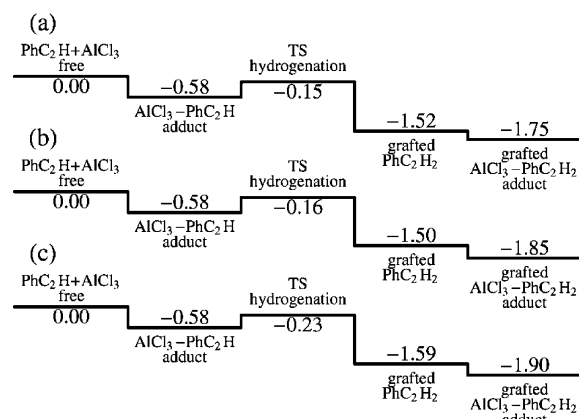 (a)
PhC2H+AlCl3
free
0.00
−0.58
AlCl3−PhC2H
adduct
TS
hydrogenation
−0.15
−1.52
grafted
PhC2H2
−1.75
grafted
AlCl3−PhC2H2
adduct
(b)
PhC2H+AlCl3
free
0.00
−0.58
AlCl3−PhC2H
adduct
TS
hydrogenation
−0.16
−1.50
grafted
PhC2H2
−1.85
grafted
AlCl3−PhC2H2
adduct
(c)
PhC2H+AlCl3
free
0.00
−0.58
AlCl3−PhC2H
adduct
TS
hydrogenation
−0.23
−1.59
grafted
PhC2H2
−1.90
grafted
AlCl3−PhC2H2
adduct